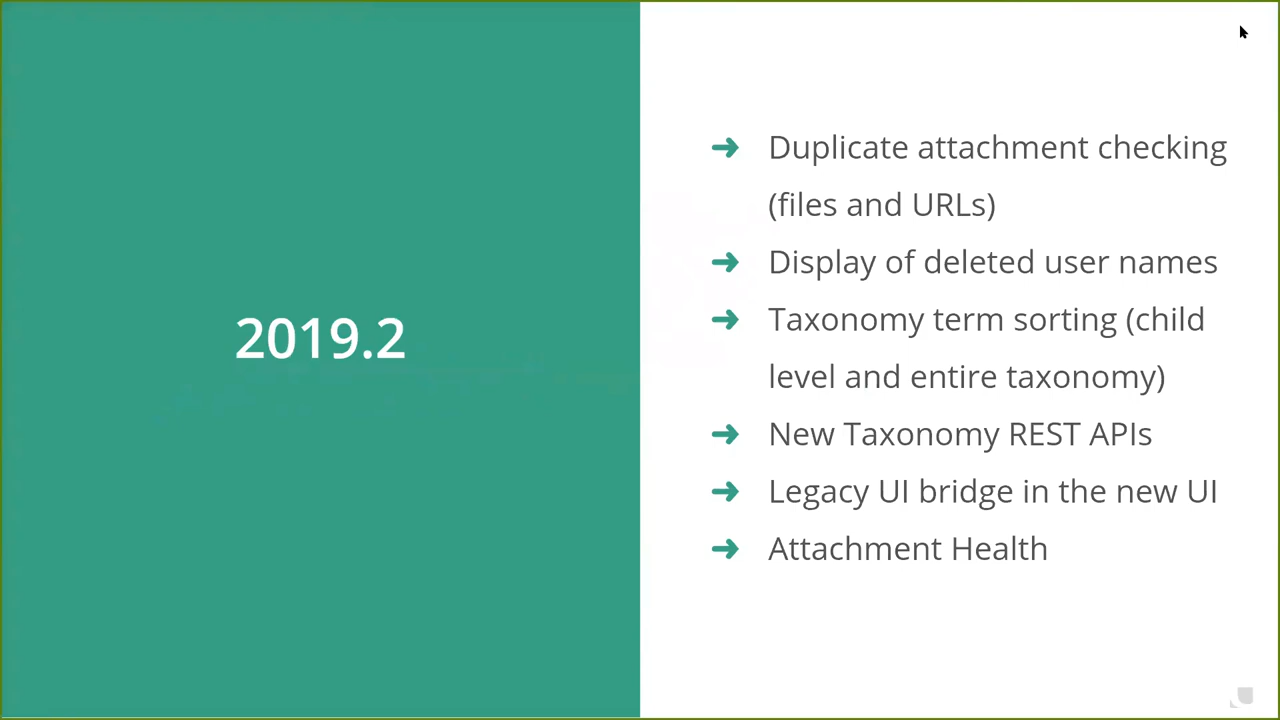 2019.2
Duplicate attachment checking
(files and URLs)
Display of deleted user names
Taxonomy term sorting (child
level and entire taxonomy)
New Taxonomy REST APIs
Legacy UI bridge in the new UI
Attachment Health